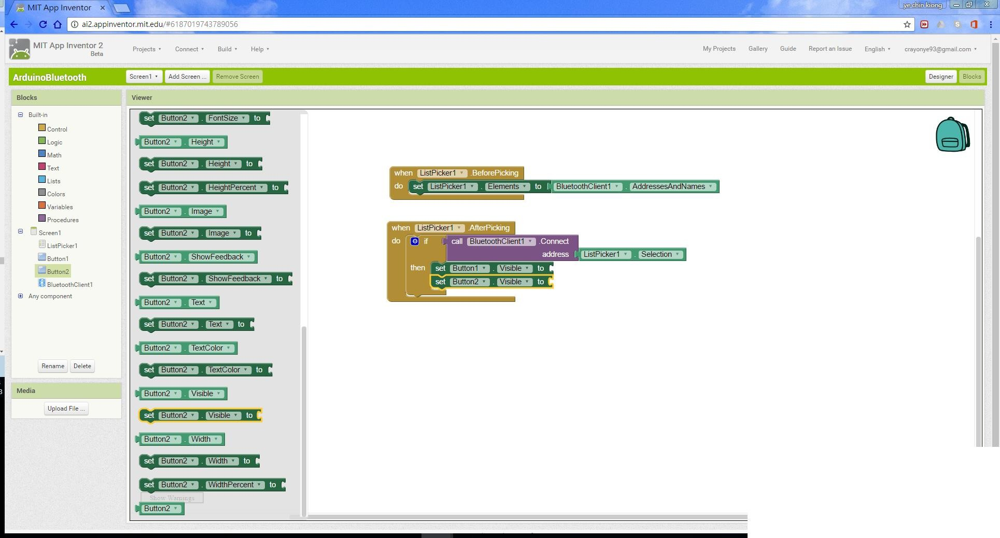 MIT App Inventor
ye chin kiong
ai2.appinventor.mit.edu/#6187019743789056
MIT App Inventor 2
Beta
Projects Connect Build Help My Projects Gallery Guide Report an Issue English crayonye93@gmail.com
ArduinoBluetooth Screen1 Add Screen ... Remove Screen Designer Blocks
Blocks
Built-in
Control
Logic
Math
Text
Lists
Colors
Variables
Procedures
Screen1
ListPicker1
Button1
Button2
BluetoothClient1
Any component
Rename Delete
Media
Upload File ...
Viewer
set Button2 . FontSize to
Button2 . Height
set Button2 . Height to
set Button2 . HeightPercent to
Button2 . Image
set Button2 . Image to
Button2 . ShowFeedback
set Button2 . ShowFeedback to
Button2 . Text
set Button2 . Text to
Button2 . TextColor
set Button2 . TextColor to
Button2 . Visible
set Button2 . Visible to
Button2 . Width
set Button2 . Width to
set Button2 . WidthPercent to
Show Warnings
Button2
when ListPicker1 .BeforePicking
do set ListPicker1 . Elements to BluetoothClient1 . AddressesAndNames
when ListPicker1 .AfterPicking
do if call BluetoothClient1 .Connect
address ListPicker1 . Selection
then set Button1 . Visible to
set Button2 . Visible to